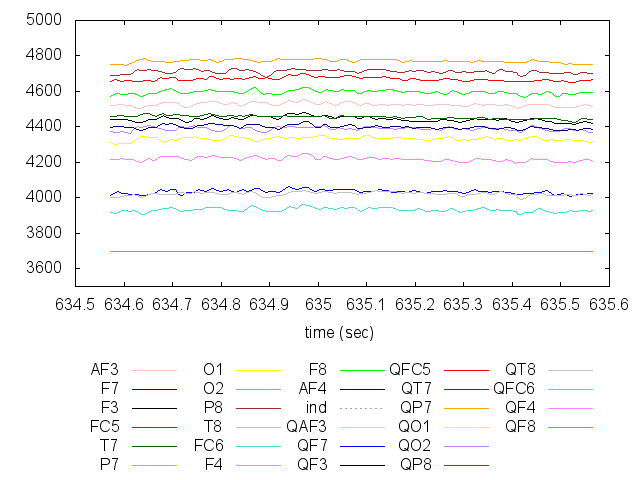 5000
4800
4600
4400
4200
4000
3800
3600
634.5 634.6 634.7 634.8 634.9 635 635.1 635.2 635.3 635.4 635.5 635.6
time (sec)
AF3 O1 F8 QFC5 QT8
F7 O2 AF4 QT7 QFC6
F3 P8 ind QP7 QF4
FC5 T8 QAF3 QO1 QF8
T7 FC6 QF7 QO2
P7 F4 QF3 QP8